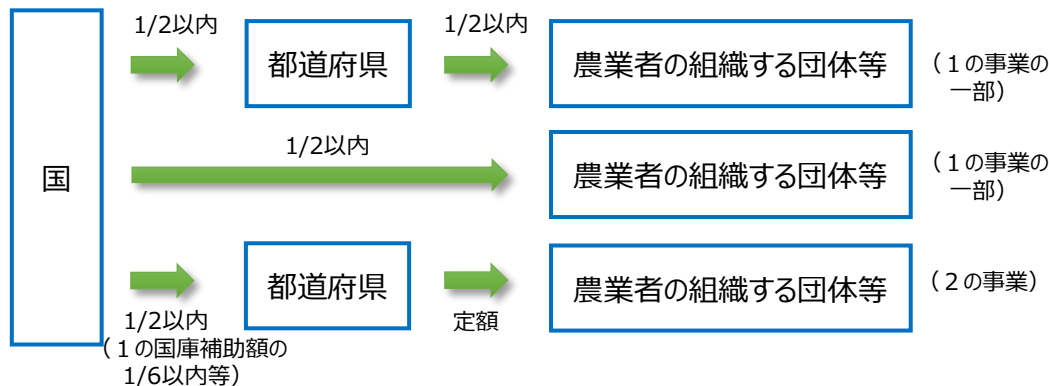 国
1/2以内
都道府県
1/2以内
農業者の組織する団体等
（１の事業の
一部）
1/2以内
農業者の組織する団体等
（１の事業の
一部）
1/2以内
（１の国庫補助額の
1/6以内等）
都道府県
定額
農業者の組織する団体等
（２の事業）